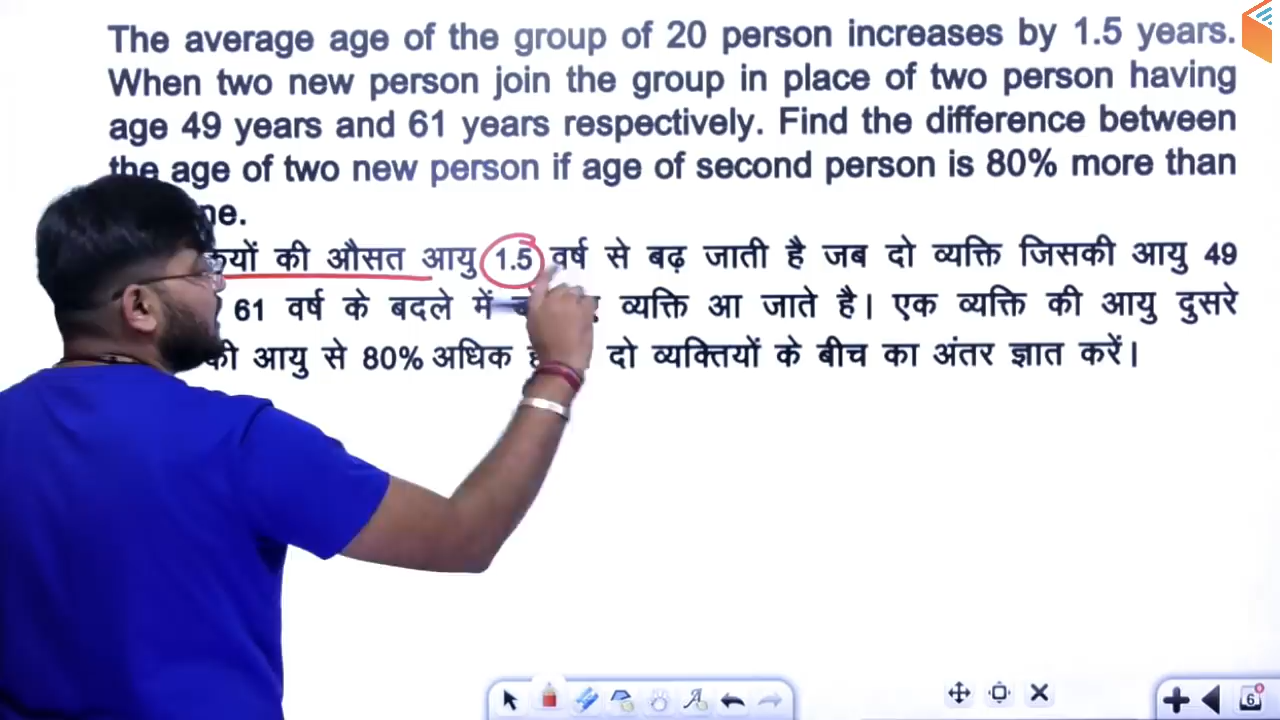 The average age of the group of 20 person increases by 1.5 years.
When two new person join the group in place of two person having
age 49 years and 61 years respectively. Find the difference between
the age of two new person if age of second person is 80% more than
की औसत आयु 1.5 वर्ष से बढ़ जाती है जब दो व्यक्ति जिसकी आयु 49
61 वर्ष के बदले में व्यक्ति आ जाते है। एक व्यक्ति की आयु दुसरे
की आयु से 80% अधिक दो व्यक्तियों के बीच का अंतर ज्ञात करें।
6